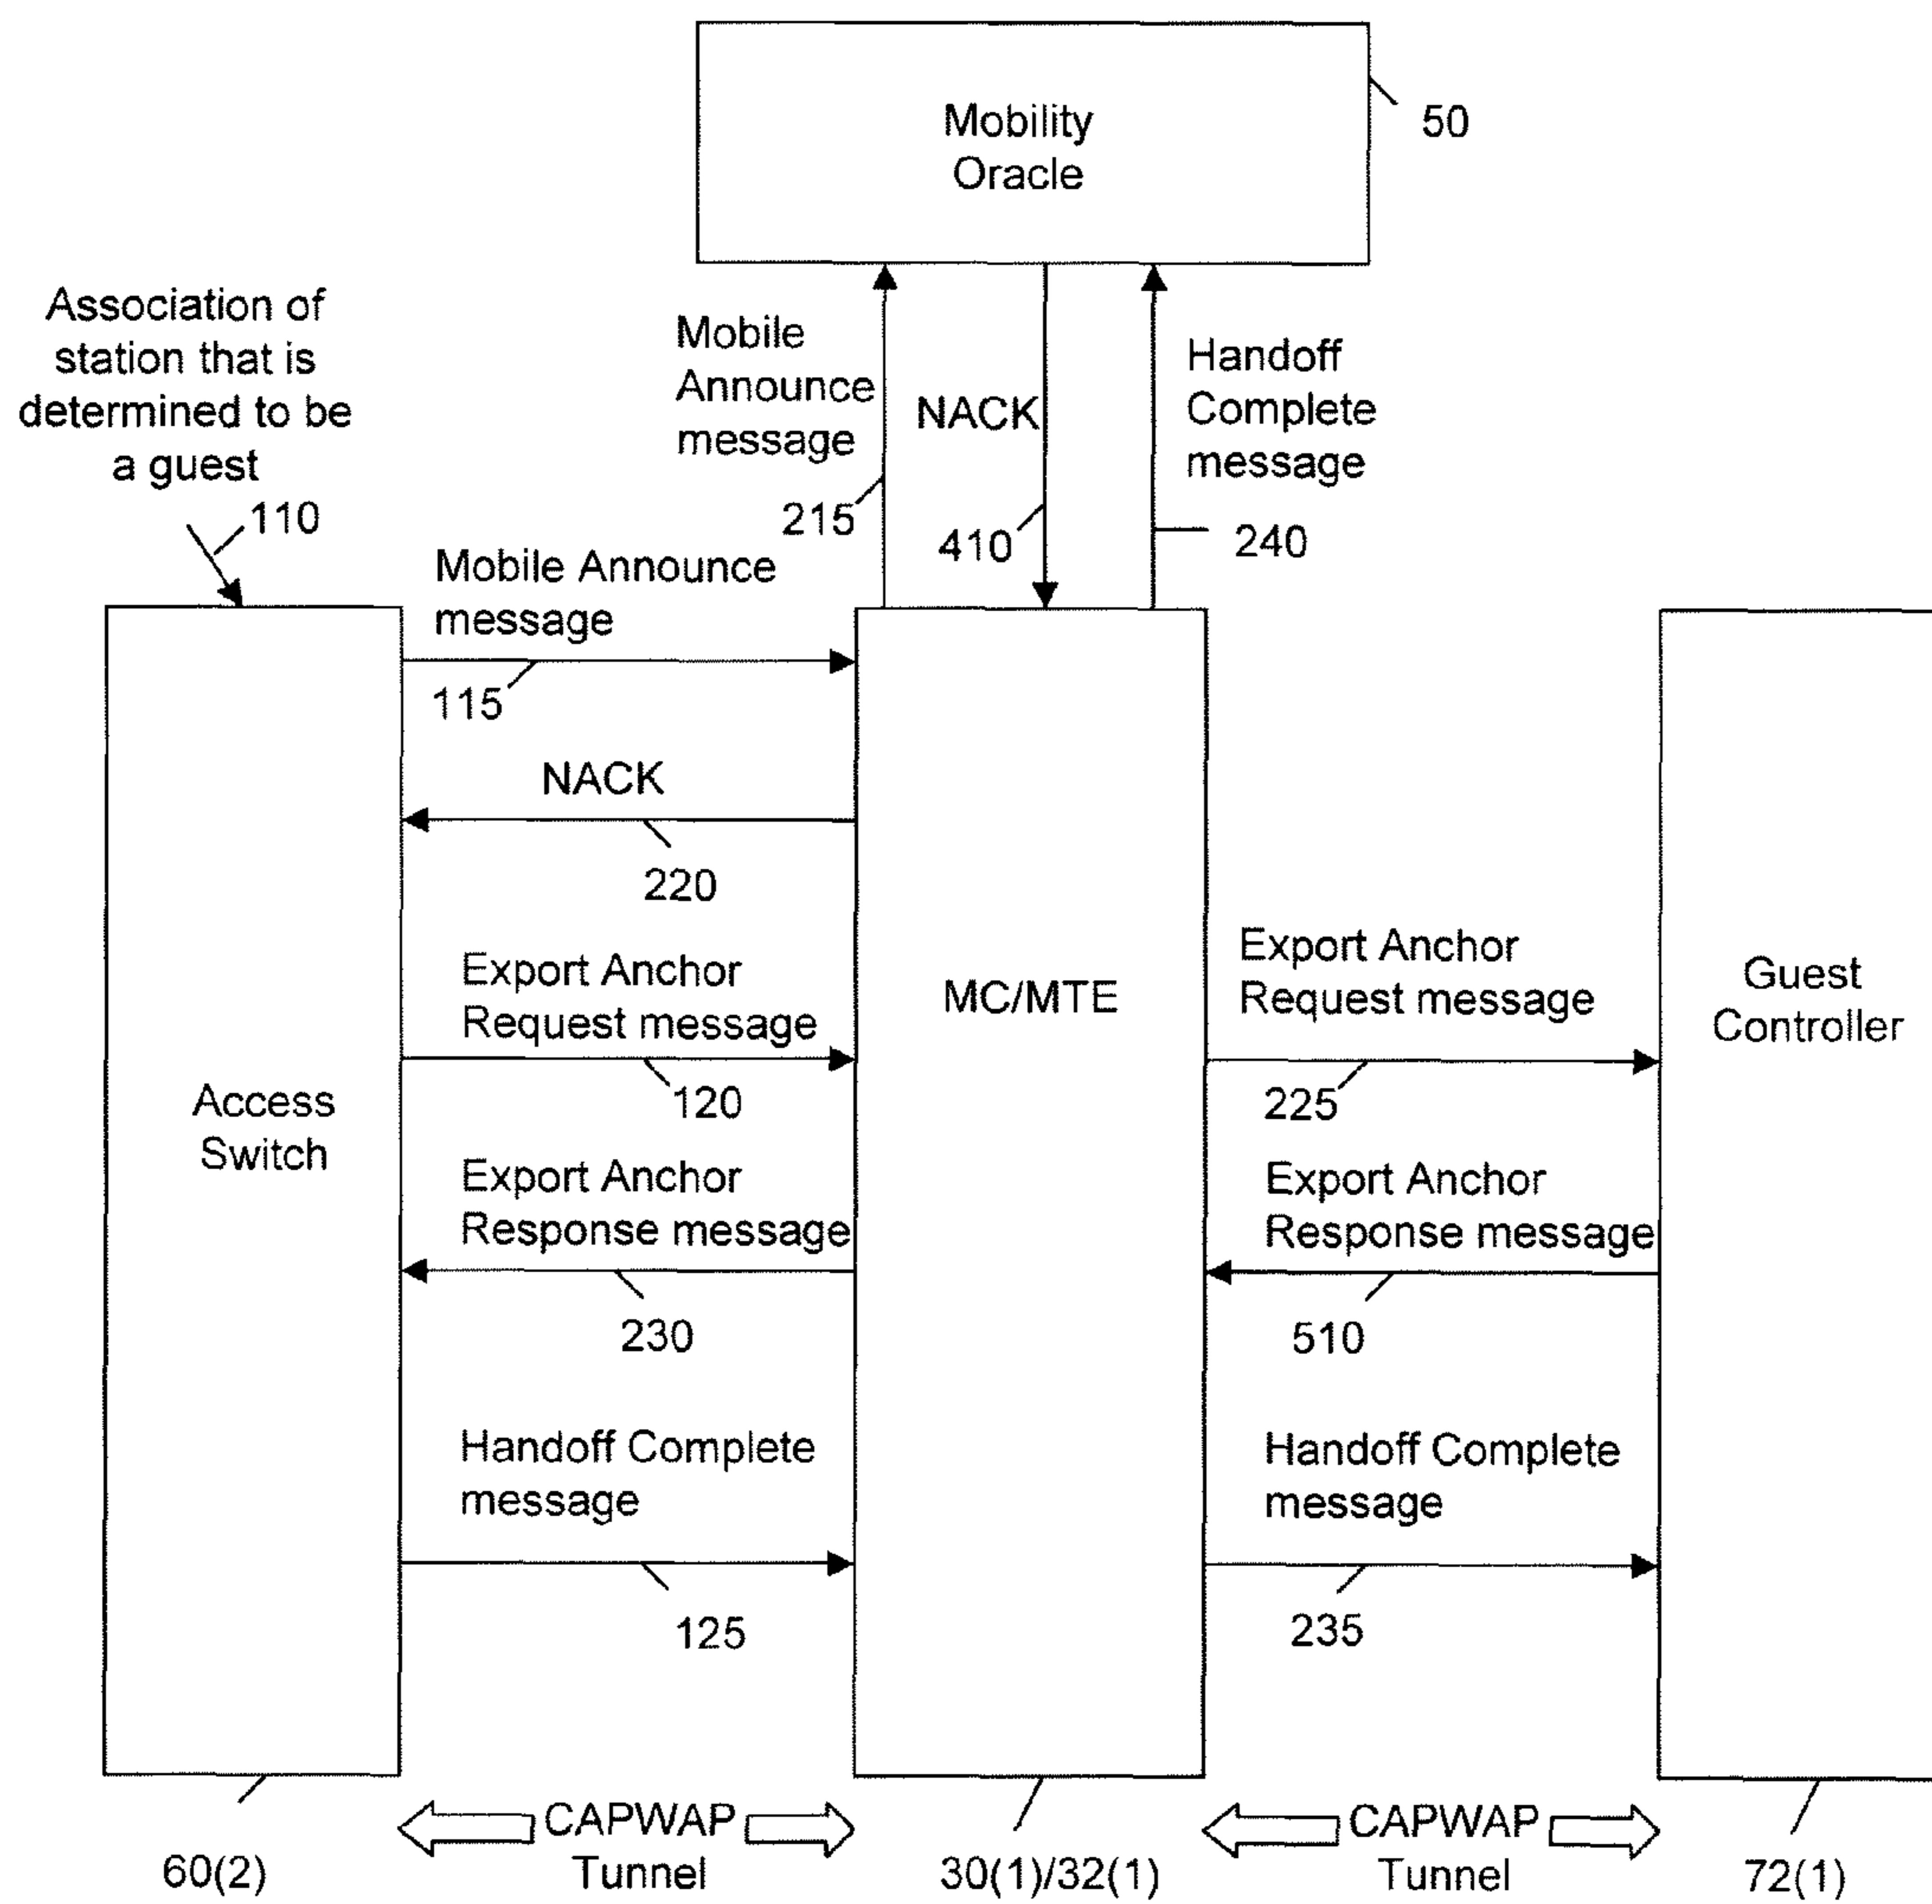 Mobility
Oracle
50
Association of
station that is
determined to be
a guest
110
Mobile
Announce
message
215
NACK
410
Handoff
Complete
message
240
Mobile Announce
message
115
NACK
220
Export Anchor
Request message
120
Export Anchor
Response message
230
Handoff Complete
message
125
Access
Switch
MC/MTE
Export Anchor
Request message
225
Export Anchor
Response message
510
Handoff Complete
message
235
Guest
Controller
CAPWAP
Tunnel
CAPWAP
Tunnel
60(2)
30(1)/32(1)
72(1)